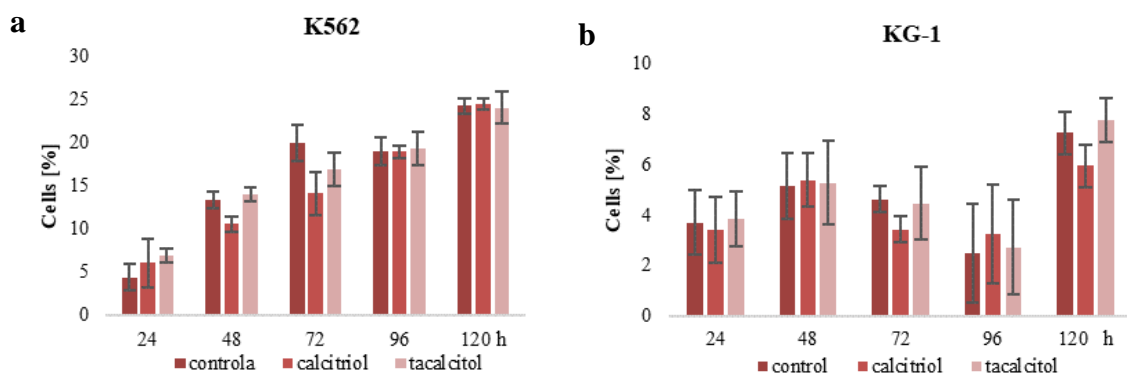 a
K562
30
25
20
15
10
5
0
Cells [%]
24 48 72 96 120 h
controla calcitriol tacalcitol
b
KG-1
10
8
6
4
2
0
Cells [%]
24 48 72 96 120 h
control calcitriol tacalcitol